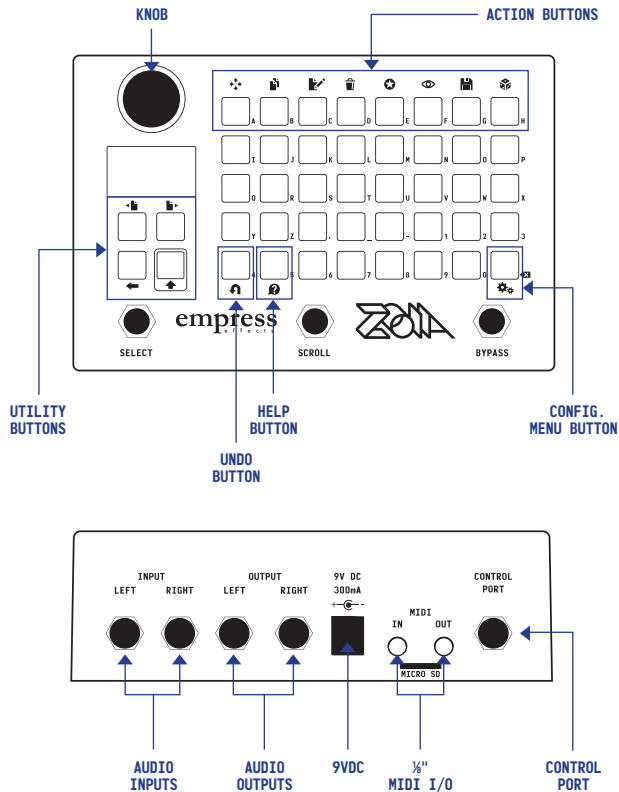 KNOB
ACTION BUTTONS
A B C D E F G H
I J K L M N O P
Q R S T U V W X
Y Z . _ - 1 2 3
4 5 6 7 8 9 0
empress
effects
ZOIA
SELECT
SCROLL
BYPASS
UTILITY
BUTTONS
HELP
BUTTON
CONFIG.
MENU BUTTON
UNDO
BUTTON
INPUT
LEFT RIGHT
OUTPUT
LEFT RIGHT
9V DC
300mA
+ -
MIDI
IN OUT
MICRO SD
CONTROL
PORT
AUDIO
INPUTS
AUDIO
OUTPUTS
9VDC
⅛"
MIDI I/O
CONTROL
PORT